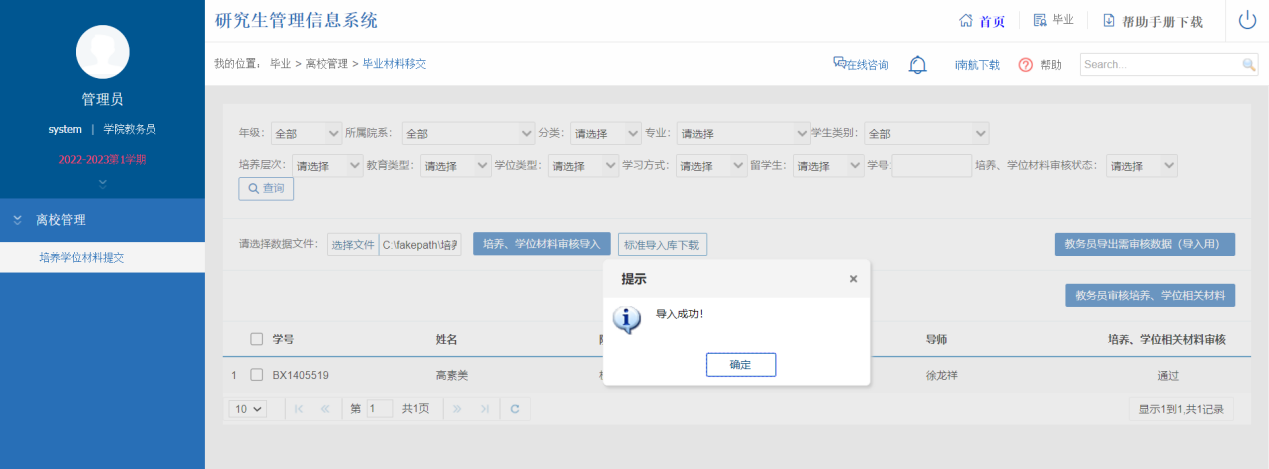 研究生管理信息系统
首页
毕业
帮助手册下载
管理员
system | 学院教务员
2022-2023第1学期
离校管理
培养学位材料提交
我的位置： 毕业 > 离校管理 > 毕业材料移交
在线咨询
i南航下载
帮助
Search...
年级： 全部 所属院系： 全部 分类： 请选择 专业： 请选择 学生类别： 全部
培养层次： 请选择 教育类型： 请选择 学位类型： 请选择 学习方式： 请选择 留学生： 请选择 学号: 培养、学位材料审核状态： 请选择
查询
请选择数据文件： 选择文件 C:\fakepath\培养 培养、学位材料审核导入 标准导入库下载 教务员导出需审核数据（导入用）
教务员审核培养、学位相关材料
提示 ×
导入成功!
确定
学号 姓名 导师 培养、学位相关材料审核
1 BX1405519 高素美 徐龙祥 通过
10 第 1 共1页 显示1到1,共1记录